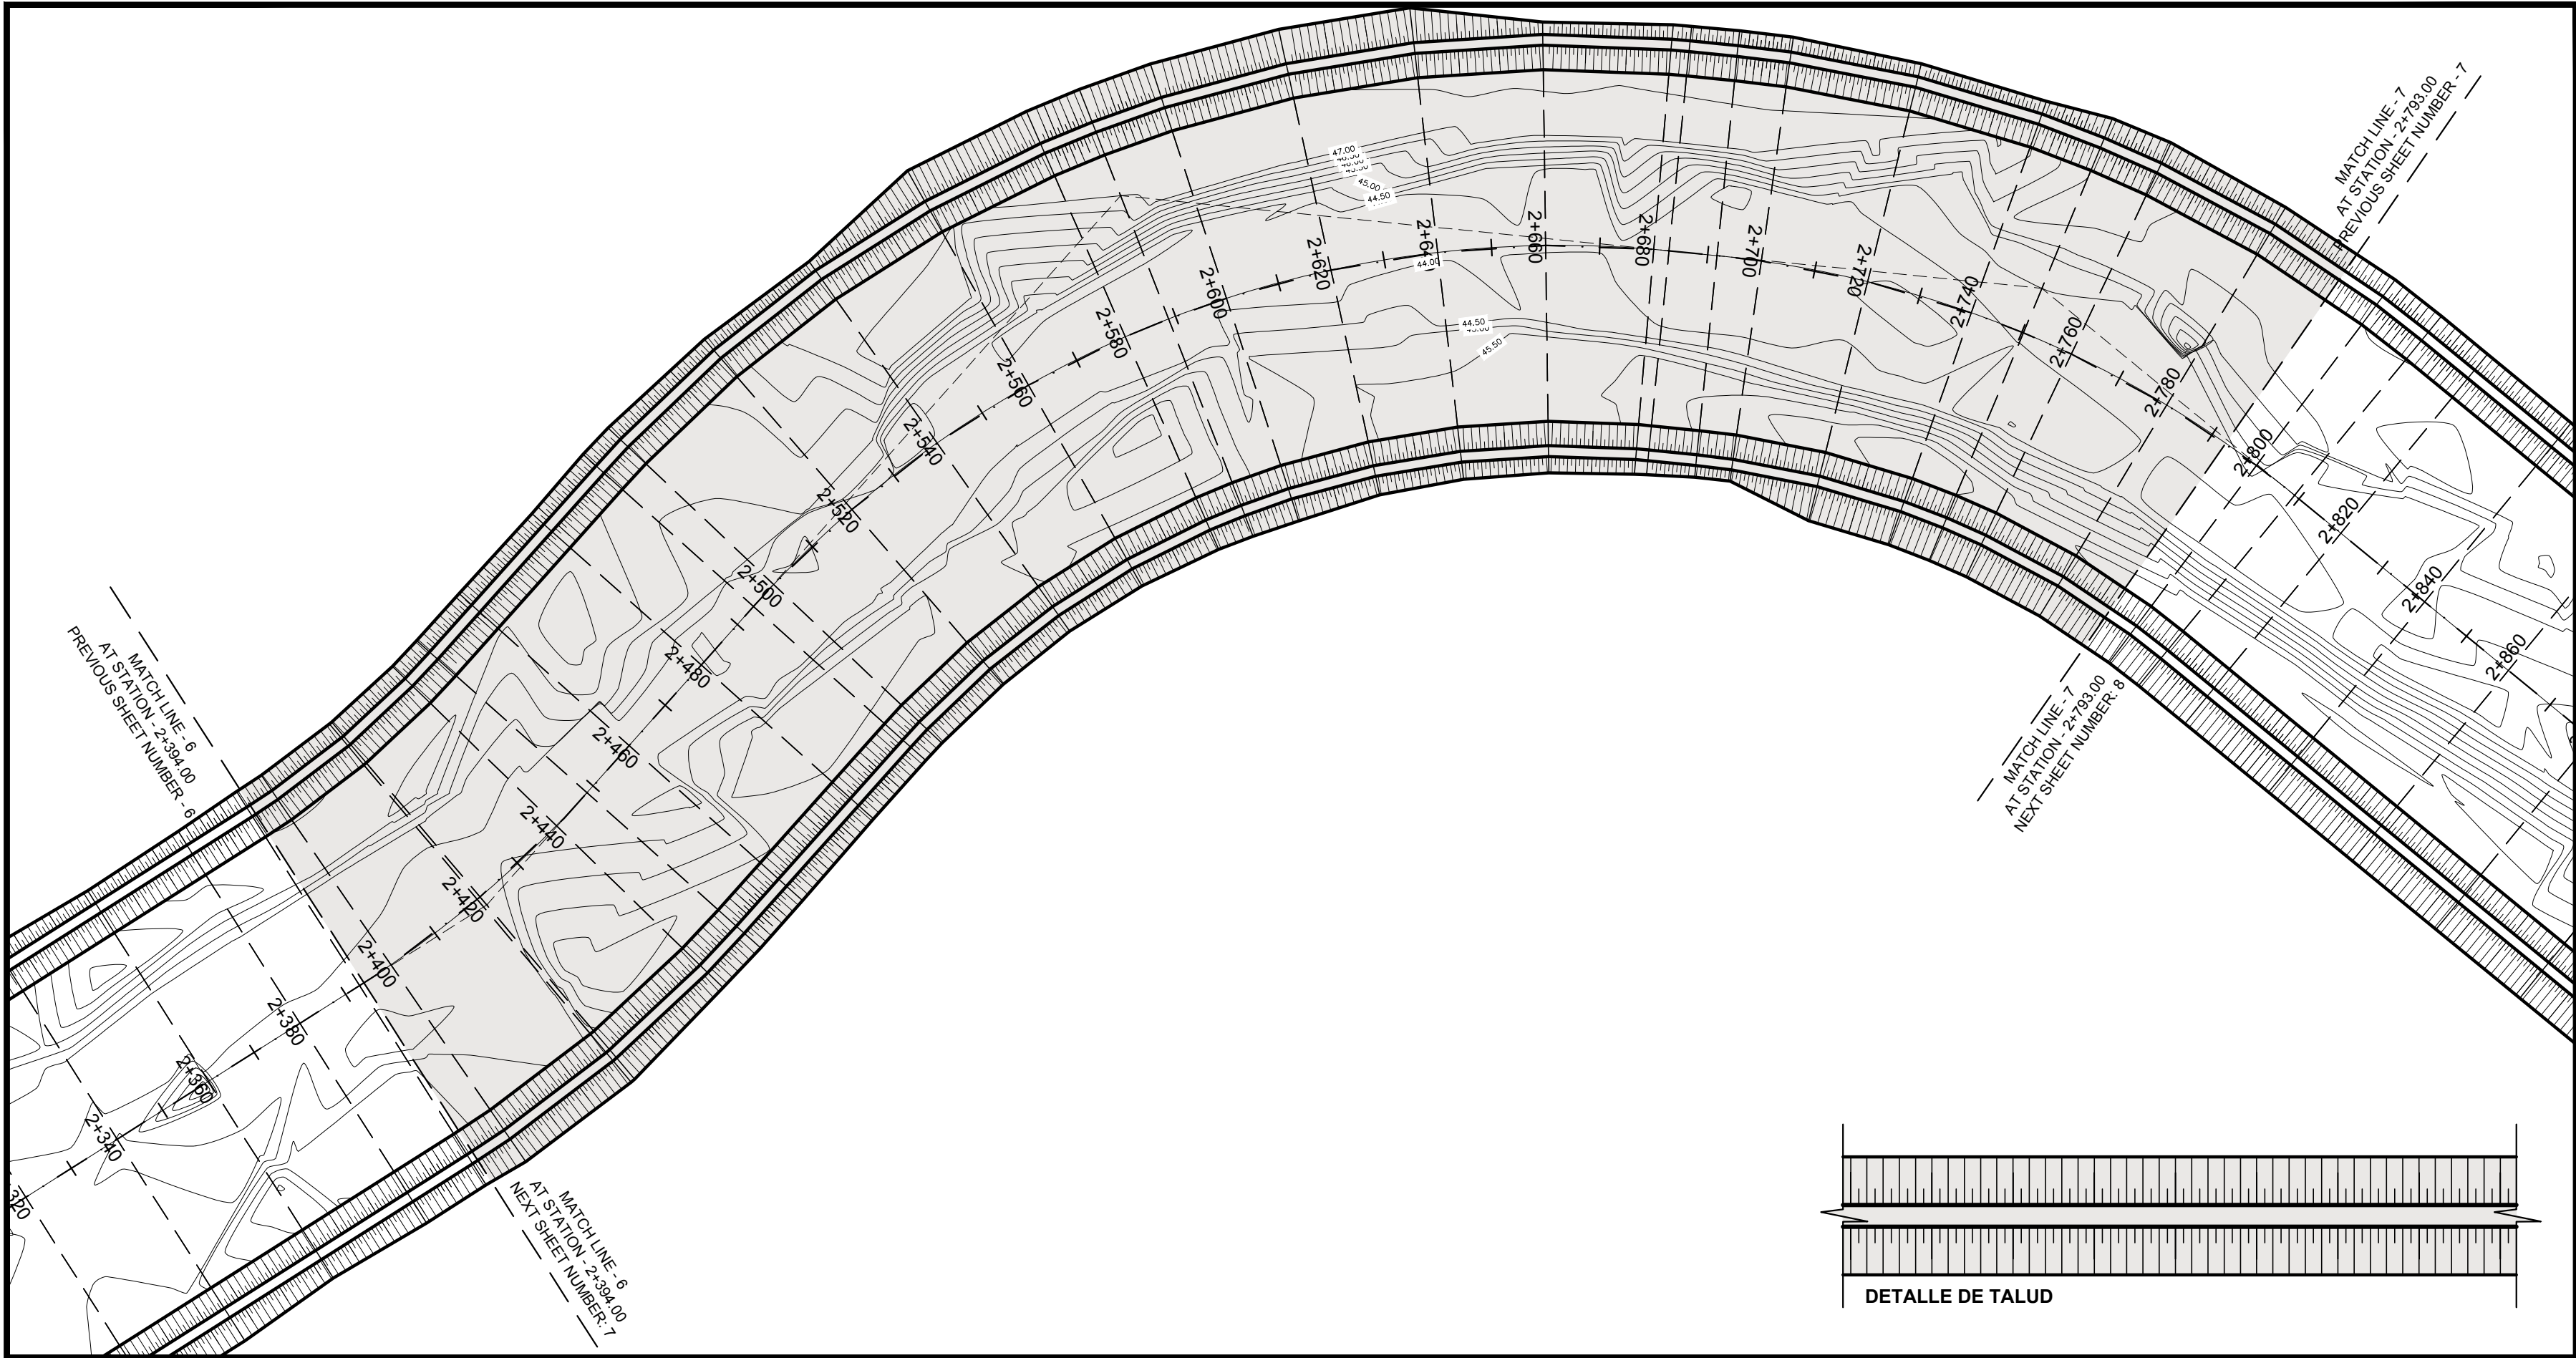 MATCH LINE - 6
AT STATION - 2+394.00
PREVIOUS SHEET NUMBER - 6
MATCH LINE - 6
AT STATION - 2+394.00
NEXT SHEET NUMBER: 7
2+340
2+360
2+380
2+400
2+420
2+440
2+460
2+480
2+500
2+520
2+540
2+560
2+580
2+600
2+620
2+660
2+680
2+700
2+720
2+740
2+760
2+780
2+800
2+820
2+840
2+860
47.00
45.00
44.50
44.00
44.50
45.50
MATCH LINE - 7
AT STATION - 2+793.00
PREVIOUS SHEET NUMBER - 7
MATCH LINE - 7
AT STATION - 2+793.00
NEXT SHEET NUMBER: 8
DETALLE DE TALUD